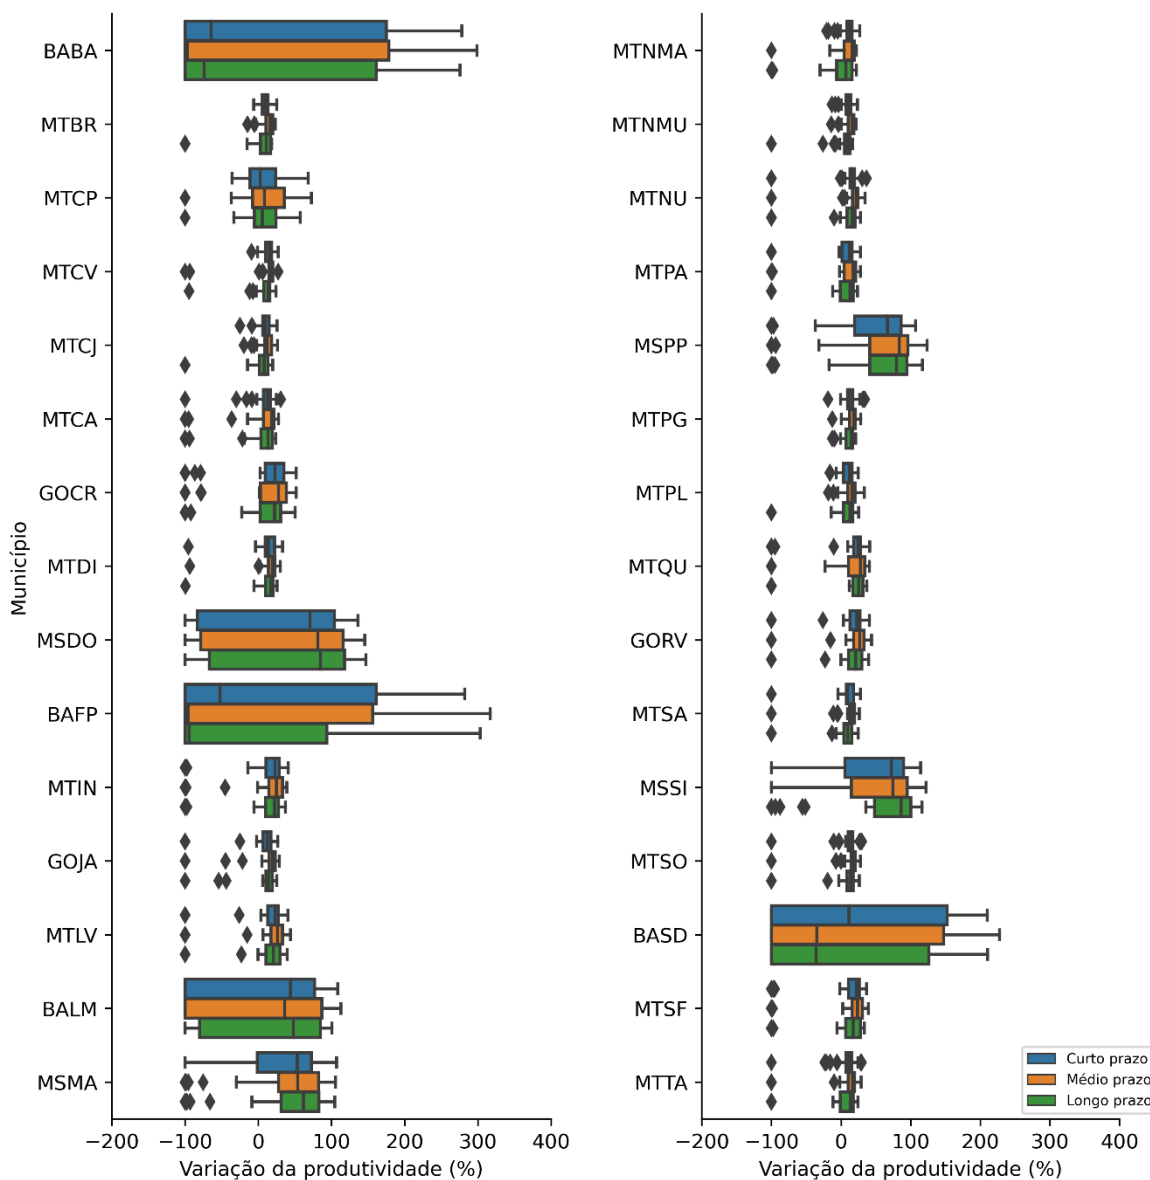 BABA
MTBR
MTCP
MTCV
MTCJ
MTCA
GOCR
MTDI
MSDO
BAFP
MTIN
GOJA
MTLV
BALM
MSMA
Município
−200 −100 0 100 200 300 400
Variação da produtividade (%)
MTNMA
MTNMU
MTNU
MTPA
MSPP
MTPG
MTPL
MTQU
GORV
MTSA
MSSI
MTSO
BASD
MTSF
MTTA
Curto prazo
Médio prazo
Longo prazo
−200 −100 0 100 200 300 400
Variação da produtividade (%)